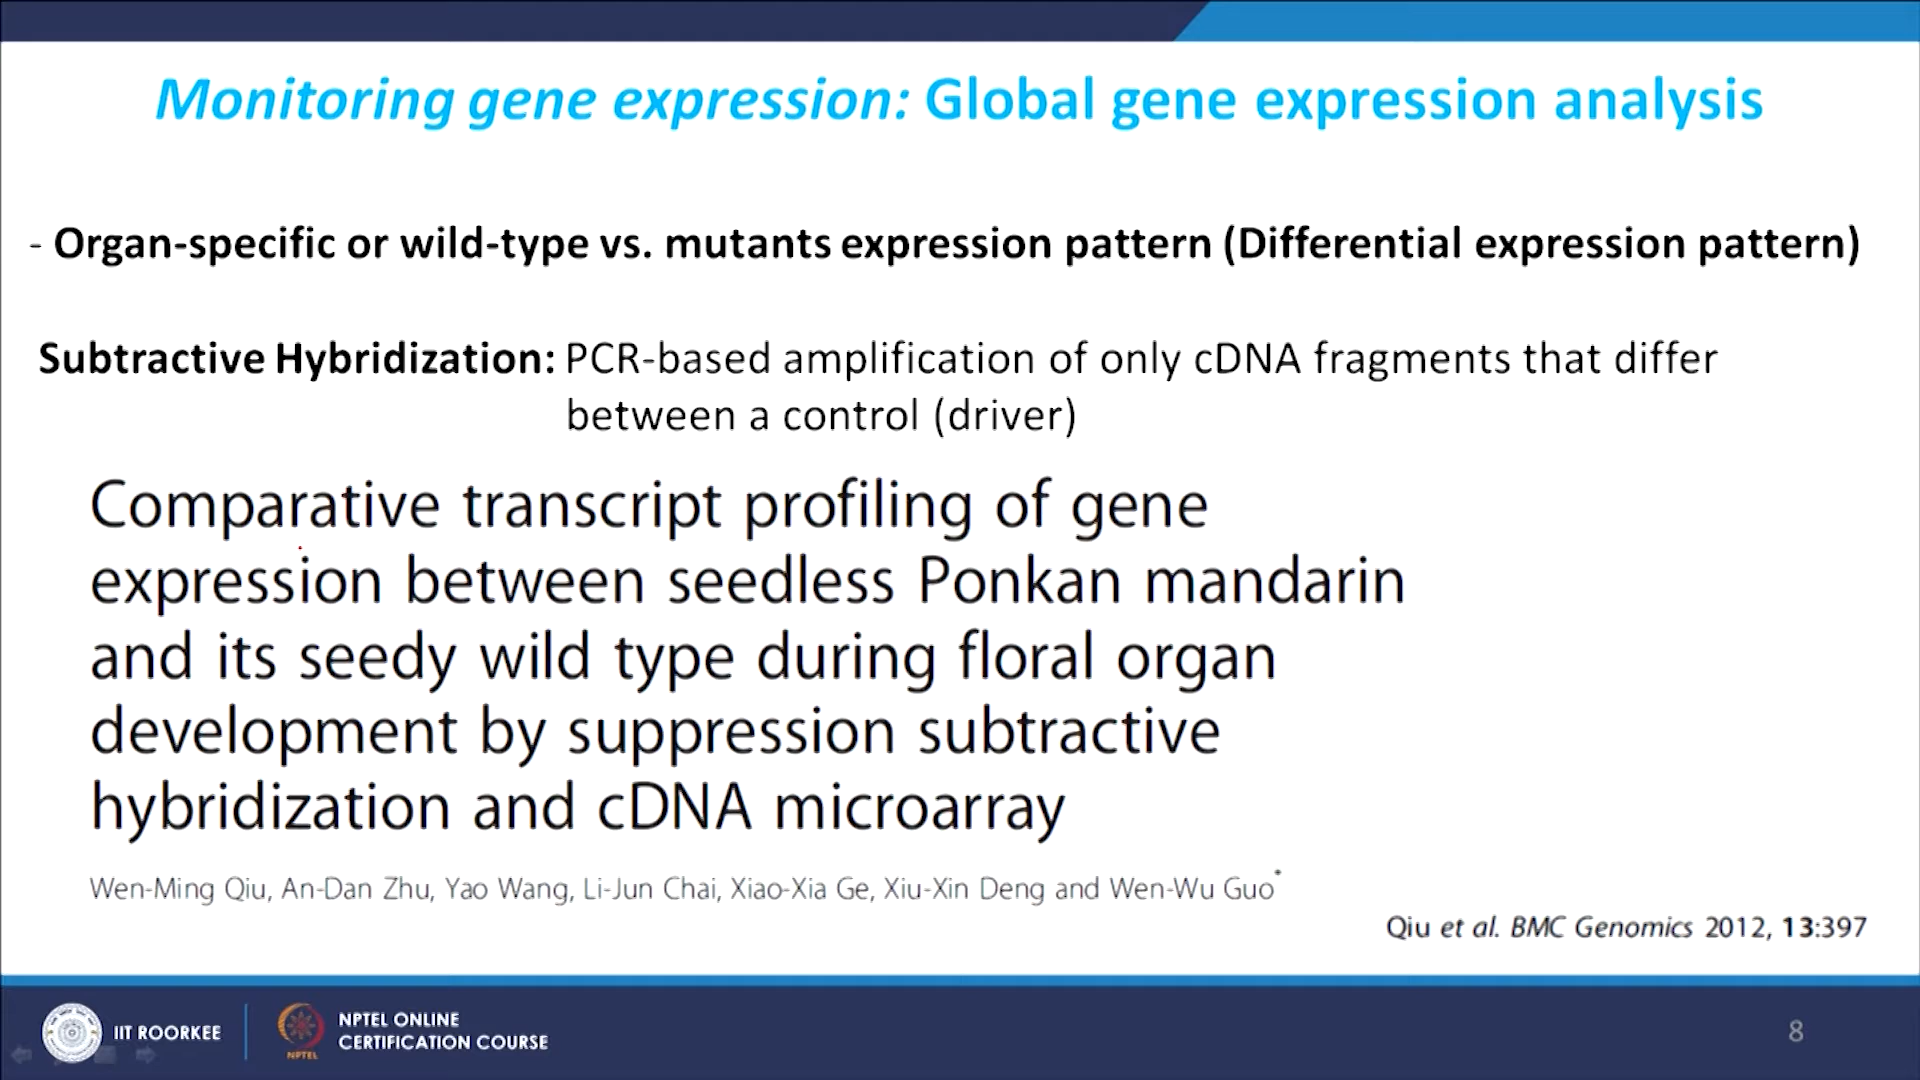 Monitoring gene expression: Global gene expression analysis
- Organ-specific or wild-type vs. mutants expression pattern (Differential expression pattern)
Subtractive Hybridization: PCR-based amplification of only cDNA fragments that differ
between a control (driver)
Comparative transcript profiling of gene
expression between seedless Ponkan mandarin
and its seedy wild type during floral organ
development by suppression subtractive
hybridization and cDNA microarray
Wen-Ming Qiu, An-Dan Zhu, Yao Wang, Li-Jun Chai, Xiao-Xia Ge, Xiu-Xin Deng and Wen-Wu Guo*
Qiu et al. BMC Genomics 2012, 13:397
IIT ROORKEE
NPTEL
NPTEL ONLINE
CERTIFICATION COURSE
8